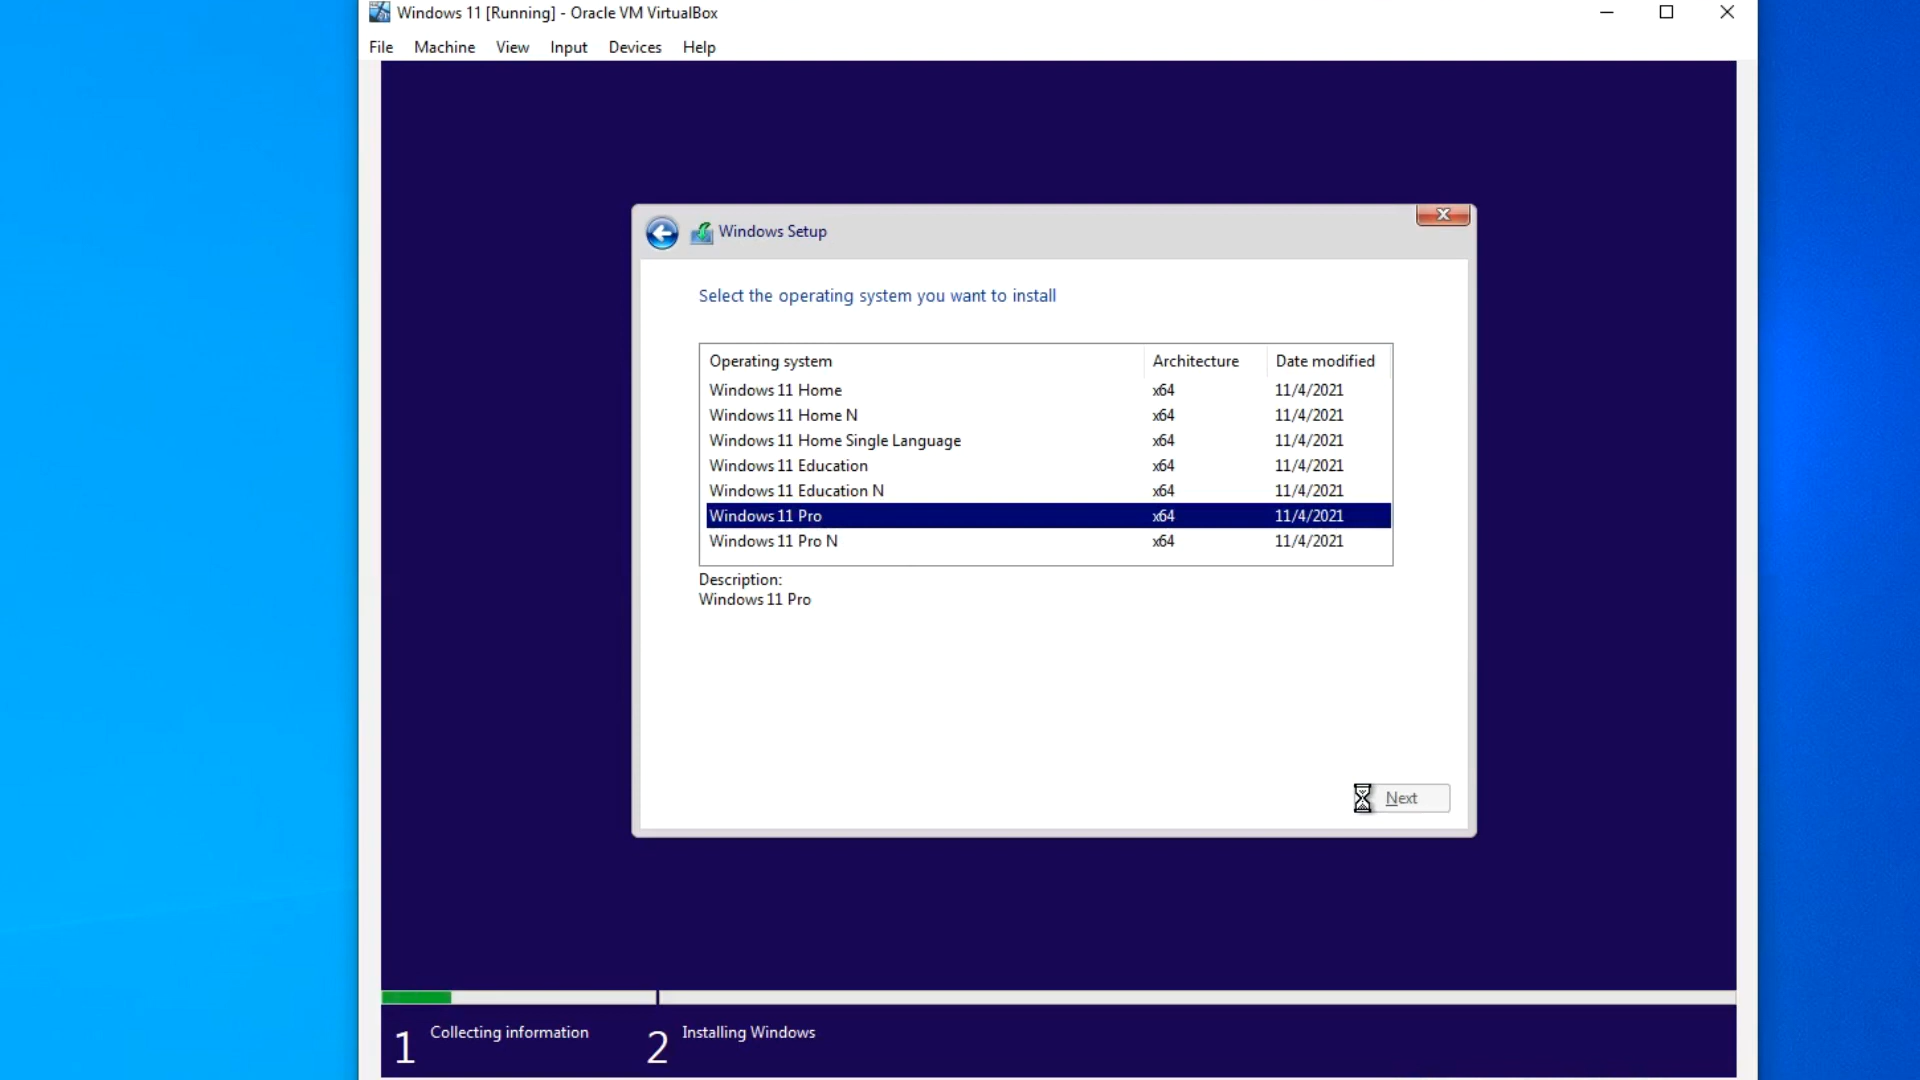 Windows 11 [Running] - Oracle VM VirtualBox
File Machine View Input Devices Help
Windows Setup
X
Select the operating system you want to install
Operating system Architecture Date modified
Windows 11 Home x64 11/4/2021
Windows 11 Home N x64 11/4/2021
Windows 11 Home Single Language x64 11/4/2021
Windows 11 Education x64 11/4/2021
Windows 11 Education N x64 11/4/2021
Windows 11 Pro x64 11/4/2021
Windows 11 Pro N x64 11/4/2021
Description:
Windows 11 Pro
Next
1 Collecting information 2 Installing Windows